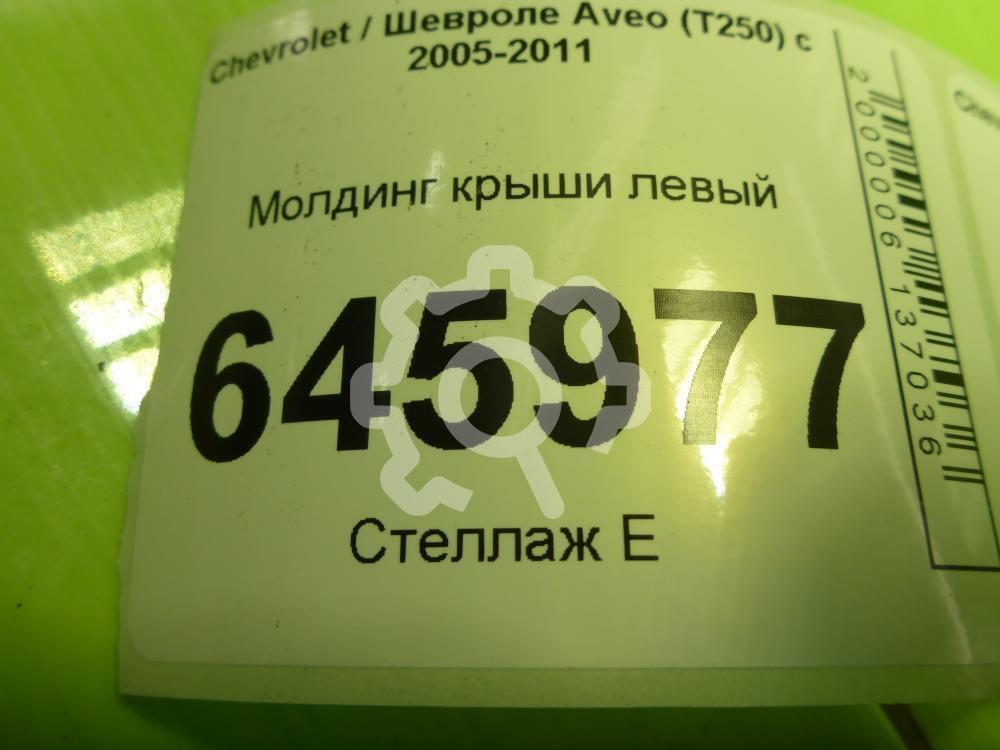 Chevrolet / Шевроле Aveo (T250) с
2005-2011
Молдинг крыши левый
645977
Стеллаж Е
2000006137036